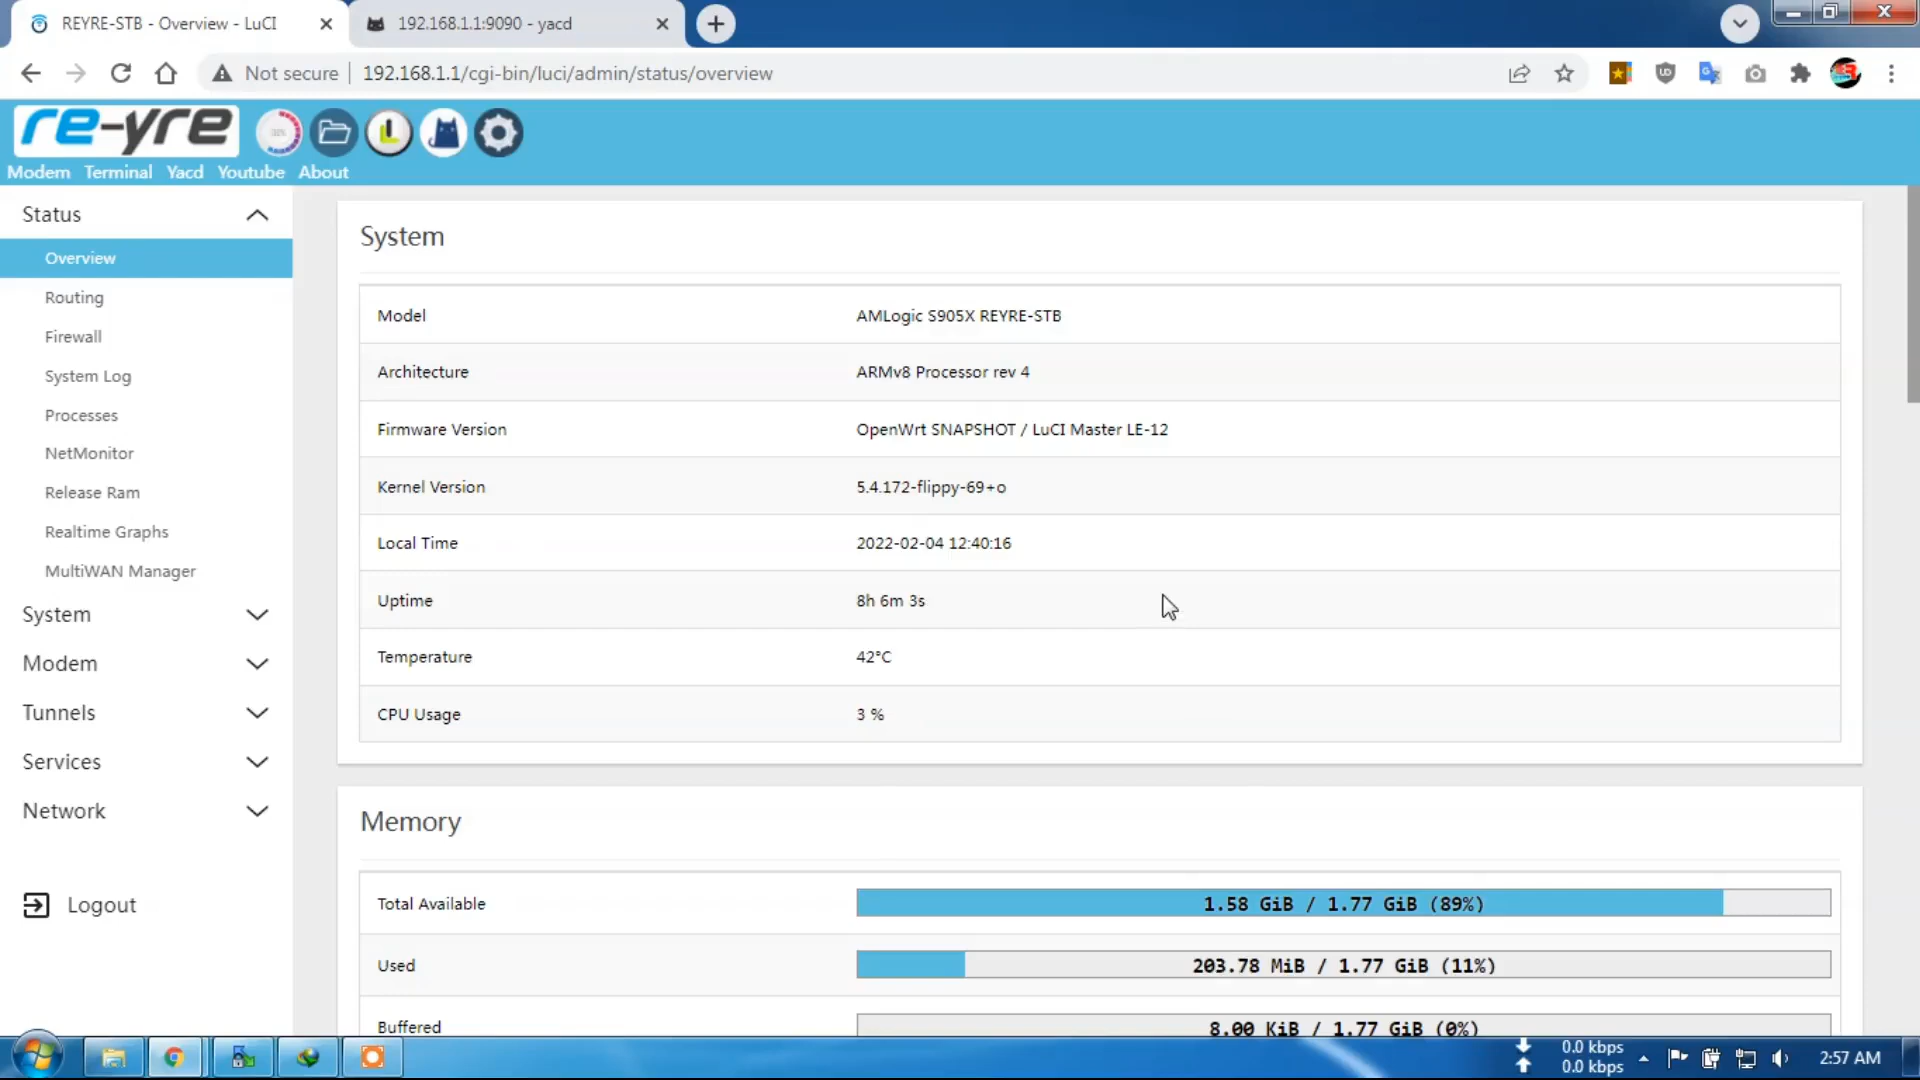 REYRE-STB - Overview - LuCI
192.168.1.1:9090 - yacd
Not secure
192.168.1.1/cgi-bin/luci/admin/status/overview
re-yre
Modem Terminal Yacd Youtube About
Status
Overview
Routing
Firewall
System Log
Processes
NetMonitor
Release Ram
Realtime Graphs
MultiWAN Manager
System
Modem
Tunnels
Services
Network
Logout
System
Model AMLogic S905X REYRE-STB
Architecture ARMv8 Processor rev 4
Firmware Version OpenWrt SNAPSHOT / LuCI Master LE-12
Kernel Version 5.4.172-flippy-69+o
Local Time 2022-02-04 12:40:16
Uptime 8h 6m 3s
Temperature 42°C
CPU Usage 3 %
Memory
Total Available 1.58 GiB / 1.77 GiB (89%)
Used 203.78 MiB / 1.77 GiB (11%)
Buffered 8.00 KiB / 1.77 GiB (0%)
0.0 kbps
0.0 kbps
2:57 AM